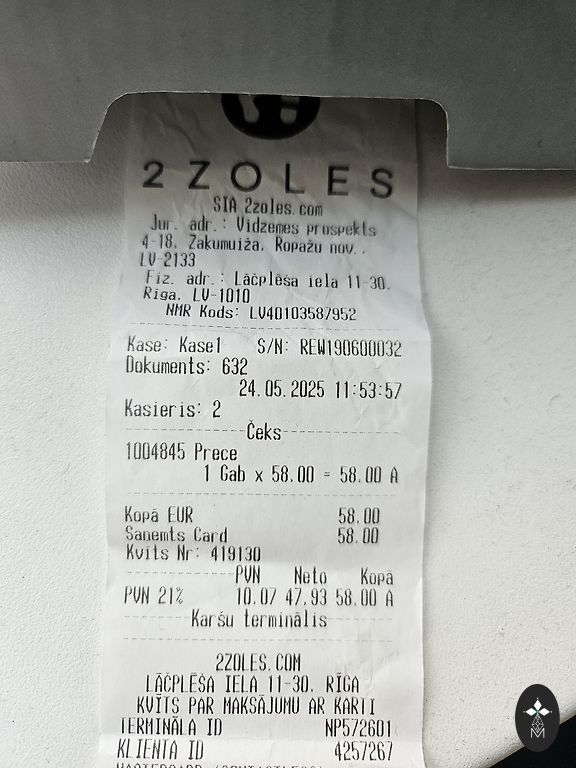 2ZOLES
SIA 2zoles.com
Jur. adr.: Vidzemes prospekts
4-18, Zakumuiža, Ropažu nov.,
LV-2133
Fiz. adr.: Lāčplēša iela 11-30,
Rīga, LV-1010
NMR Kods: LV40103587952
Kase: Kase1 S/N: REW190600032
Dokuments: 632
24.05.2025 11:53:57
Kasieris: 2
Čeks
1004845 Prece
1 Gab x 58.00 = 58.00 A
Kopā EUR 58.00
Saņemts Card 58.00
Kvīts Nr: 419130
PVN Neto Kopā
PVN 21% 10.07 47.93 58.00 A
Karšu terminālis
2ZOLES.COM
LĀČPLĒŠA IELA 11-30, RĪGA
KVĪTS PAR MAKSĀJUMU AR KARTI
TERMINĀLA ID NP572601
KLIENTA ID 4257267
M